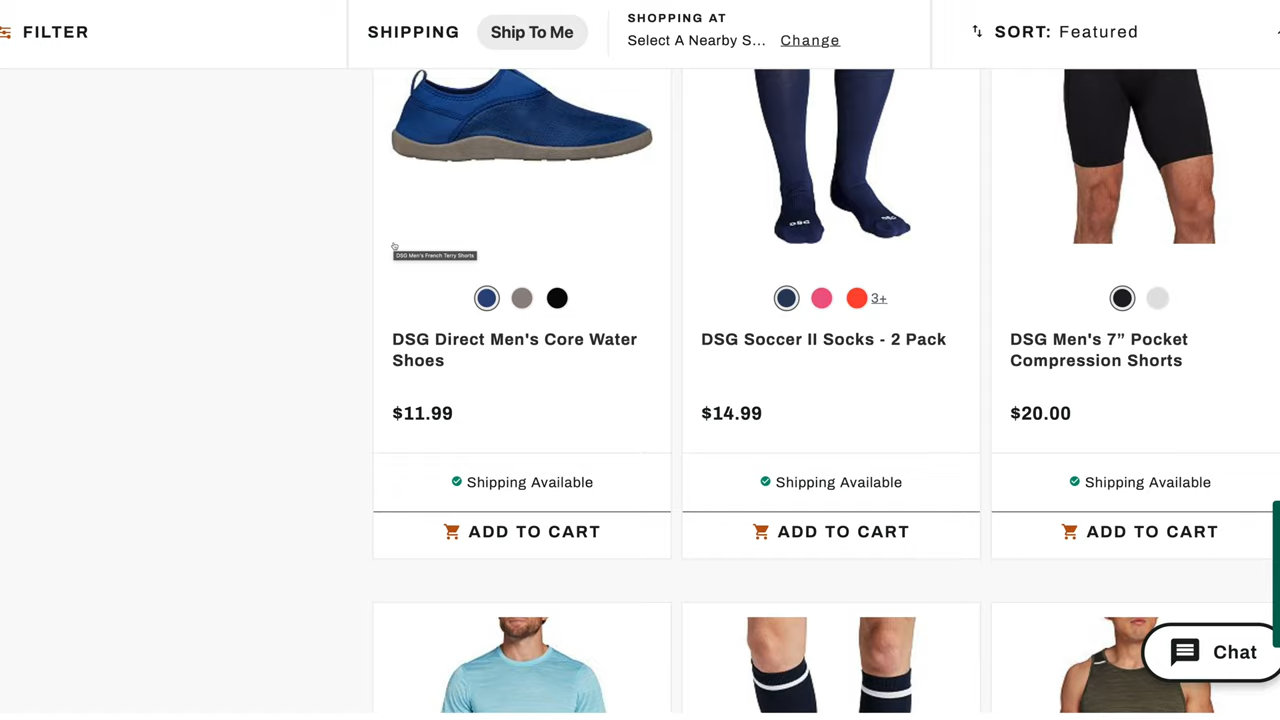 FILTER
SHIPPING Ship To Me
SHOPPING AT
Select A Nearby S... Change
SORT: Featured
DSG
DSG Men's French Terry Shorts
3+
DSG Direct Men's Core Water
Shoes
DSG Soccer II Socks - 2 Pack
DSG Men's 7” Pocket
Compression Shorts
$11.99
$14.99
$20.00
Shipping Available
Shipping Available
Shipping Available
ADD TO CART
ADD TO CART
ADD TO CART
Chat